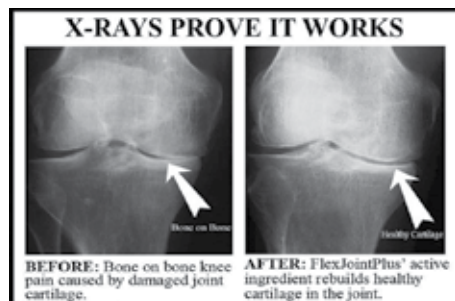 X-RAYS PROVE IT WORKS
Bone on Bone
Healthy Cartilage
BEFORE: Bone on bone knee
pain caused by damaged joint
cartilage.
AFTER: FlexJointPlus' active
ingredient rebuilds healthy
cartilage in the joint.